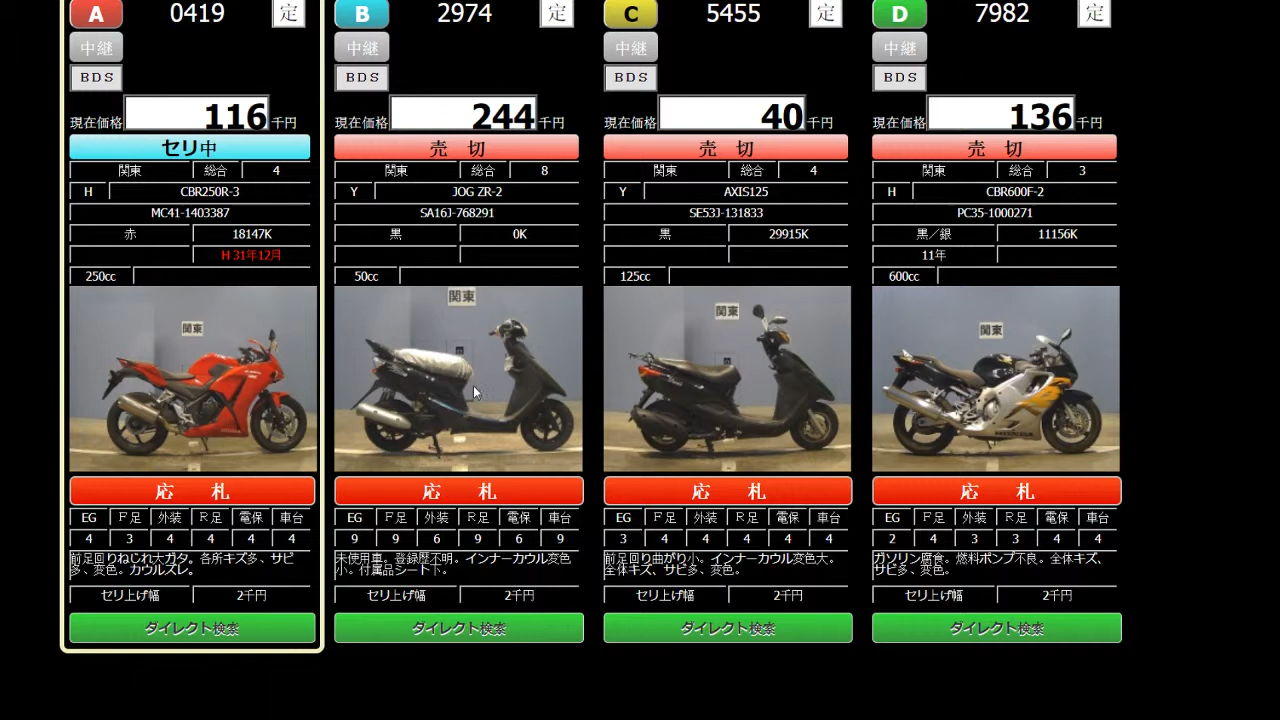 A 0419 定
中継
BDS
現在価格 116 千円
セリ中
関東 総合 4
H CBR250R-3
MC41-1403387
赤 18147K
H31年12月
250cc
関東
応 札
EG F足 外装 R足 電保 車台
4 3 4 4 4 4
前足回りねじれ大ガタ。各所キズ多、サビ
多、変色。カウルスレ。
セリ上げ幅 2千円
ダイレクト検索
B 2974 定
中継
BDS
現在価格 244 千円
売 切
関東 総合 8
Y JOG ZR-2
SA16J-768291
黒 0K
50cc
関東
応 札
EG F足 外装 R足 電保 車台
9 9 6 9 6 9
未使用車。登録歴不明。インナーカウル変色
小。付属品シート下。
セリ上げ幅 2千円
ダイレクト検索
C 5455 定
中継
BDS
現在価格 40 千円
売 切
関東 総合 4
Y AXIS125
SE53J-131833
黒 29915K
125cc
関東
応 札
EG F足 外装 R足 電保 車台
3 4 4 4 4 4
前足回り曲がり小。インナーカウル変色大。
全体キズ、サビ多、変色。
セリ上げ幅 2千円
ダイレクト検索
D 7982 定
中継
BDS
現在価格 136 千円
売 切
関東 総合 3
H CBR600F-2
PC35-1000271
黒／銀 11156K
11年
600cc
関東
応 札
EG F足 外装 R足 電保 車台
2 4 3 3 4 4
ガソリン腐食。燃料ポンプ不良。全体キズ、
サビ多、変色。
セリ上げ幅 2千円
ダイレクト検索